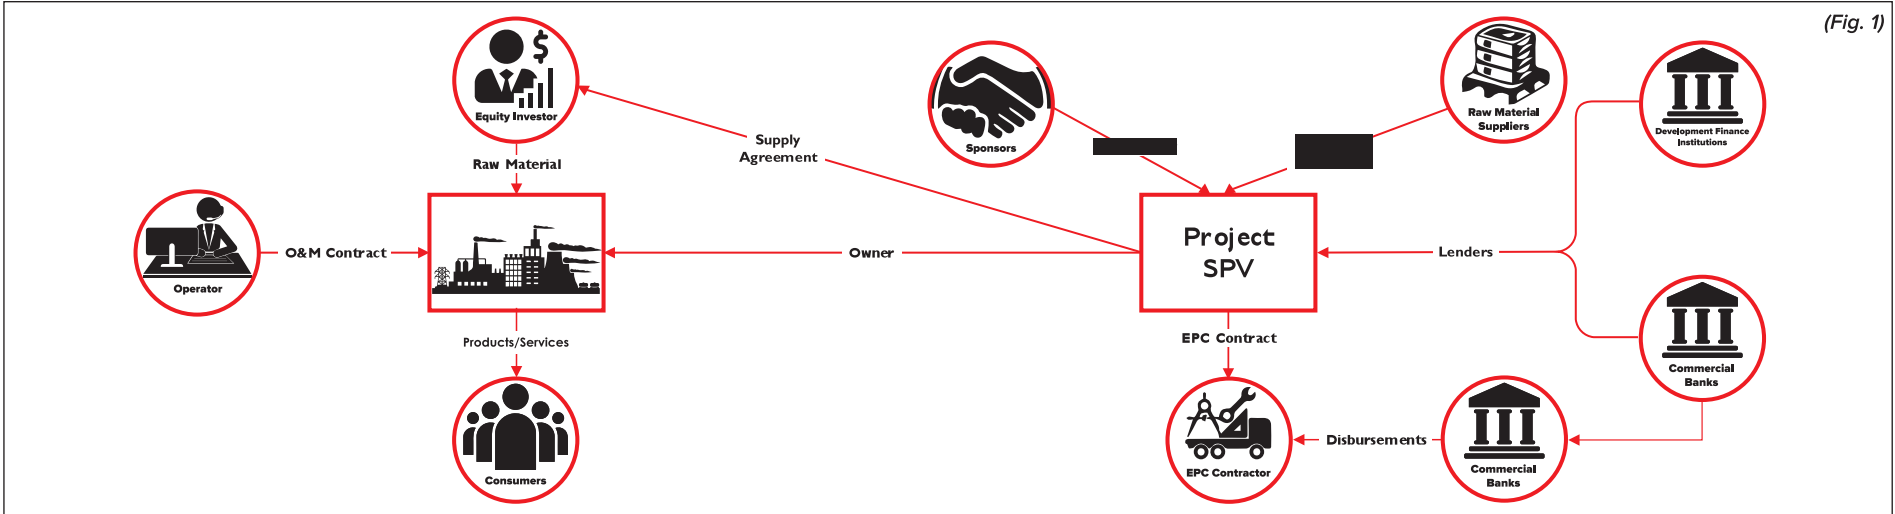 (Fig. 1)
Equity Investor
Raw Material
Supply
Agreement
Sponsors
Raw Material
Suppliers
Development Finance
Institutions
O&M Contract
Operator
Owner
Project
SPV
Lenders
Products/Services
EPC Contract
Commercial
Banks
Consumers
EPC Contractor
Disbursements
Commercial
Banks